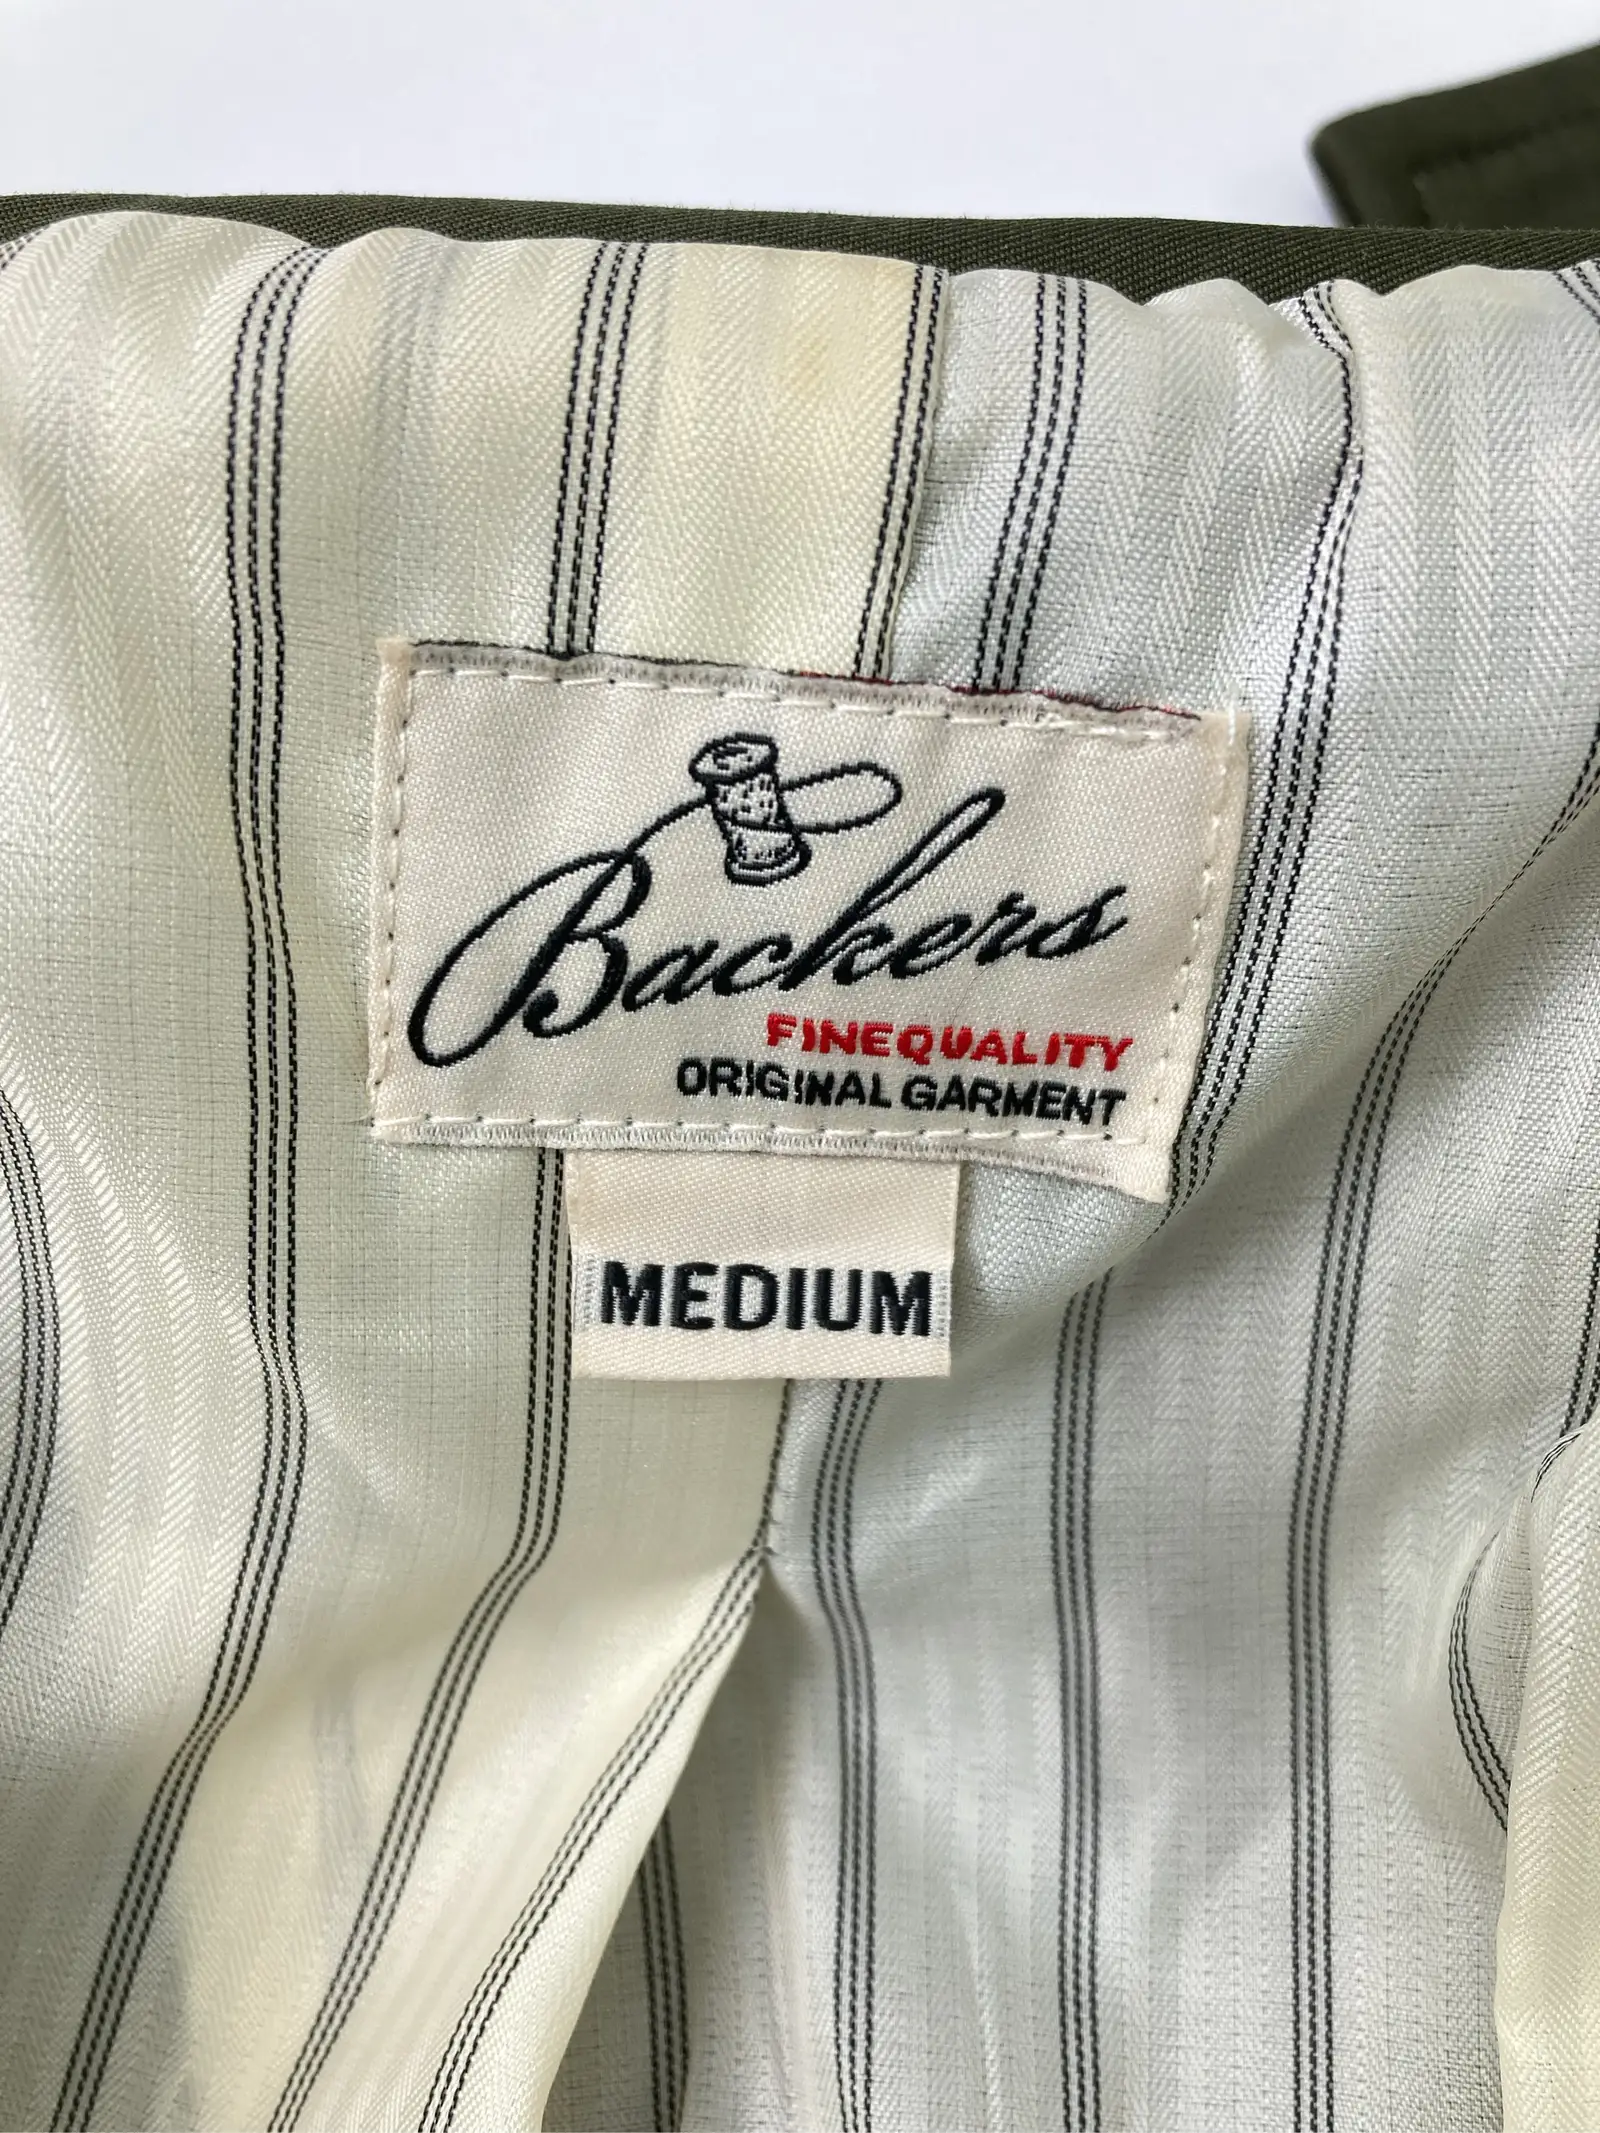 Backers
FINEQUALITY
ORIGINAL GARMENT
MEDIUM